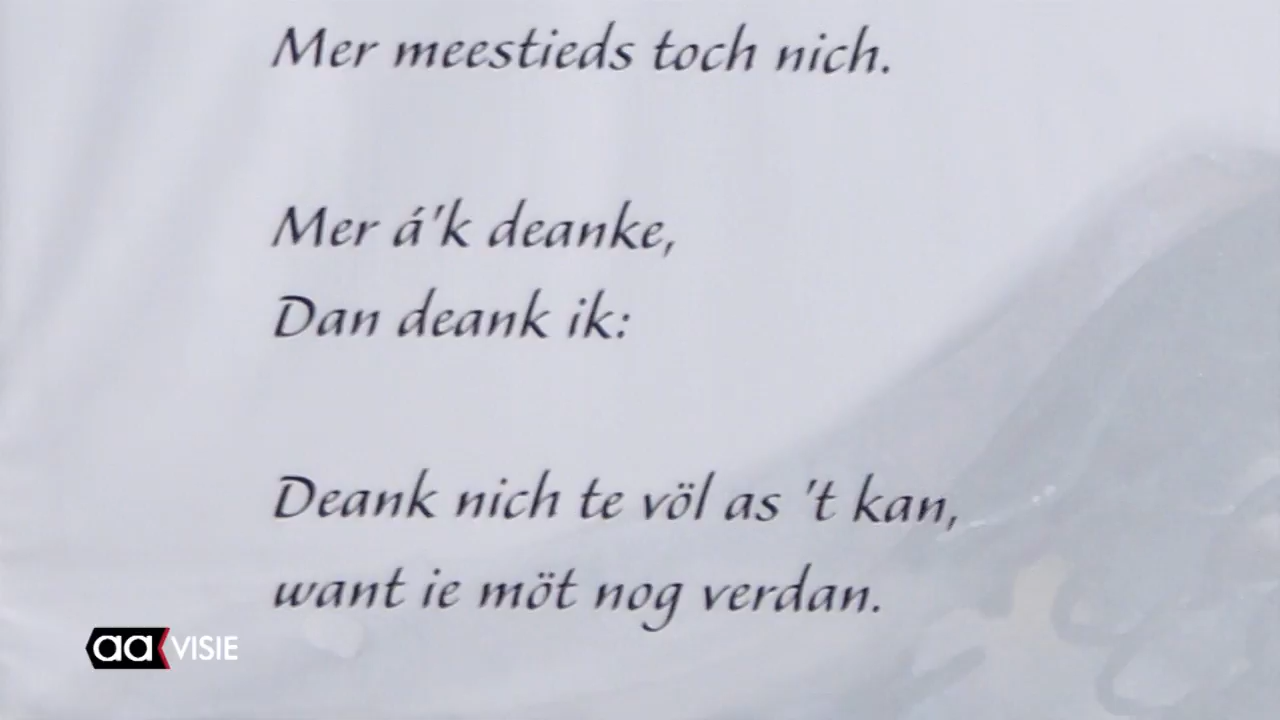 Mer meestieds toch nich.
Mer á'k deanke,
Dan deank ik:
Deank nich te völ as 't kan,
want ie möt nog verdan.
aa VISIE